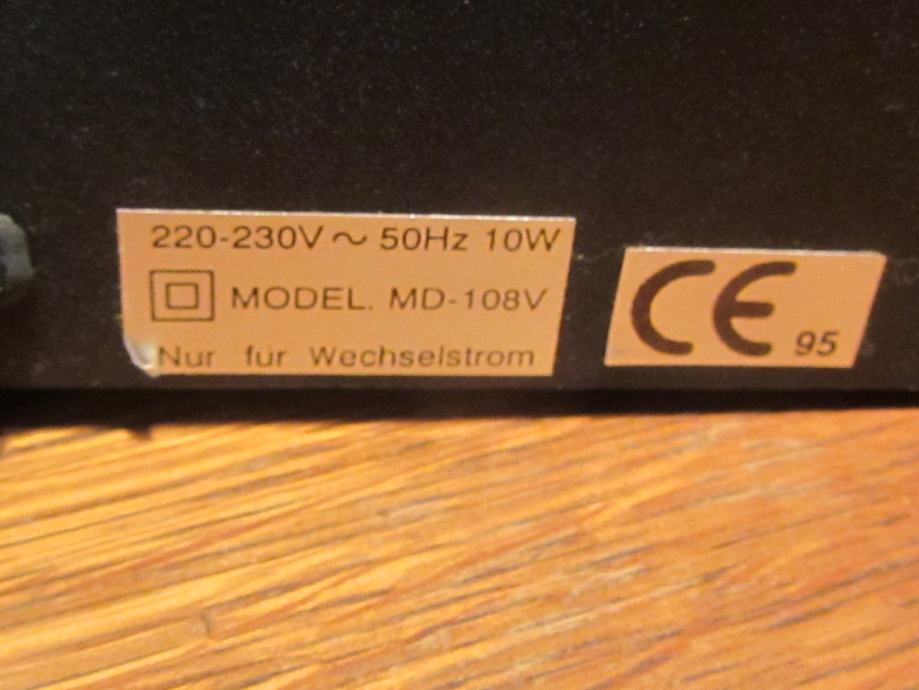 220-230V ~ 50Hz 10W
MODEL. MD-108V
Nur für Wechselstrom
CE 95